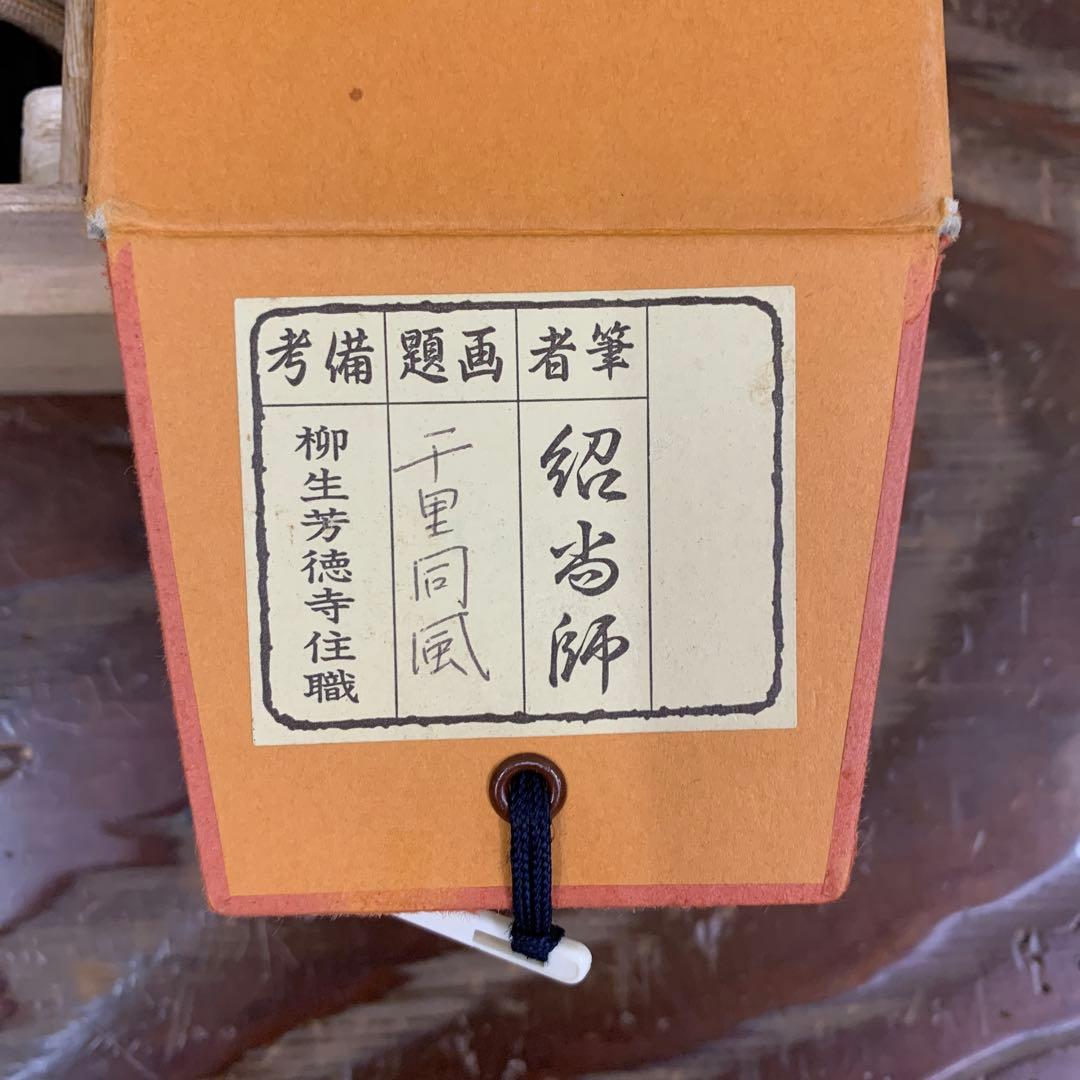 筆者
紹尚師
画題
千里同風
備考
柳生芳徳寺住職